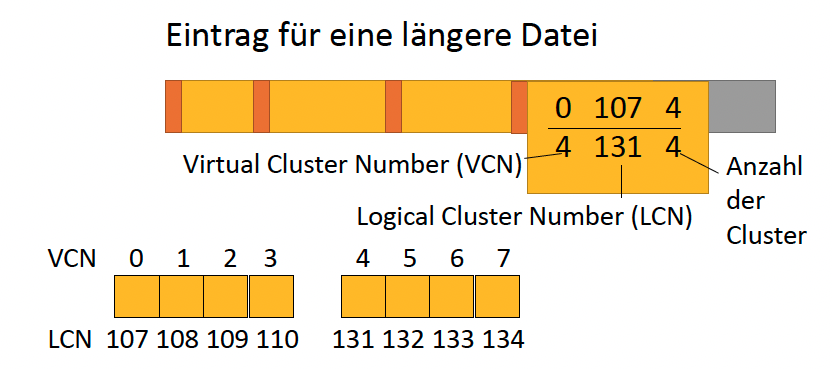 Eintrag für eine längere Datei
0 107 4
4 131 4
Virtual Cluster Number (VCN)
Anzahl
der
Cluster
Logical Cluster Number (LCN)
VCN 0 1 2 3 4 5 6 7
LCN 107 108 109 110 131 132 133 134